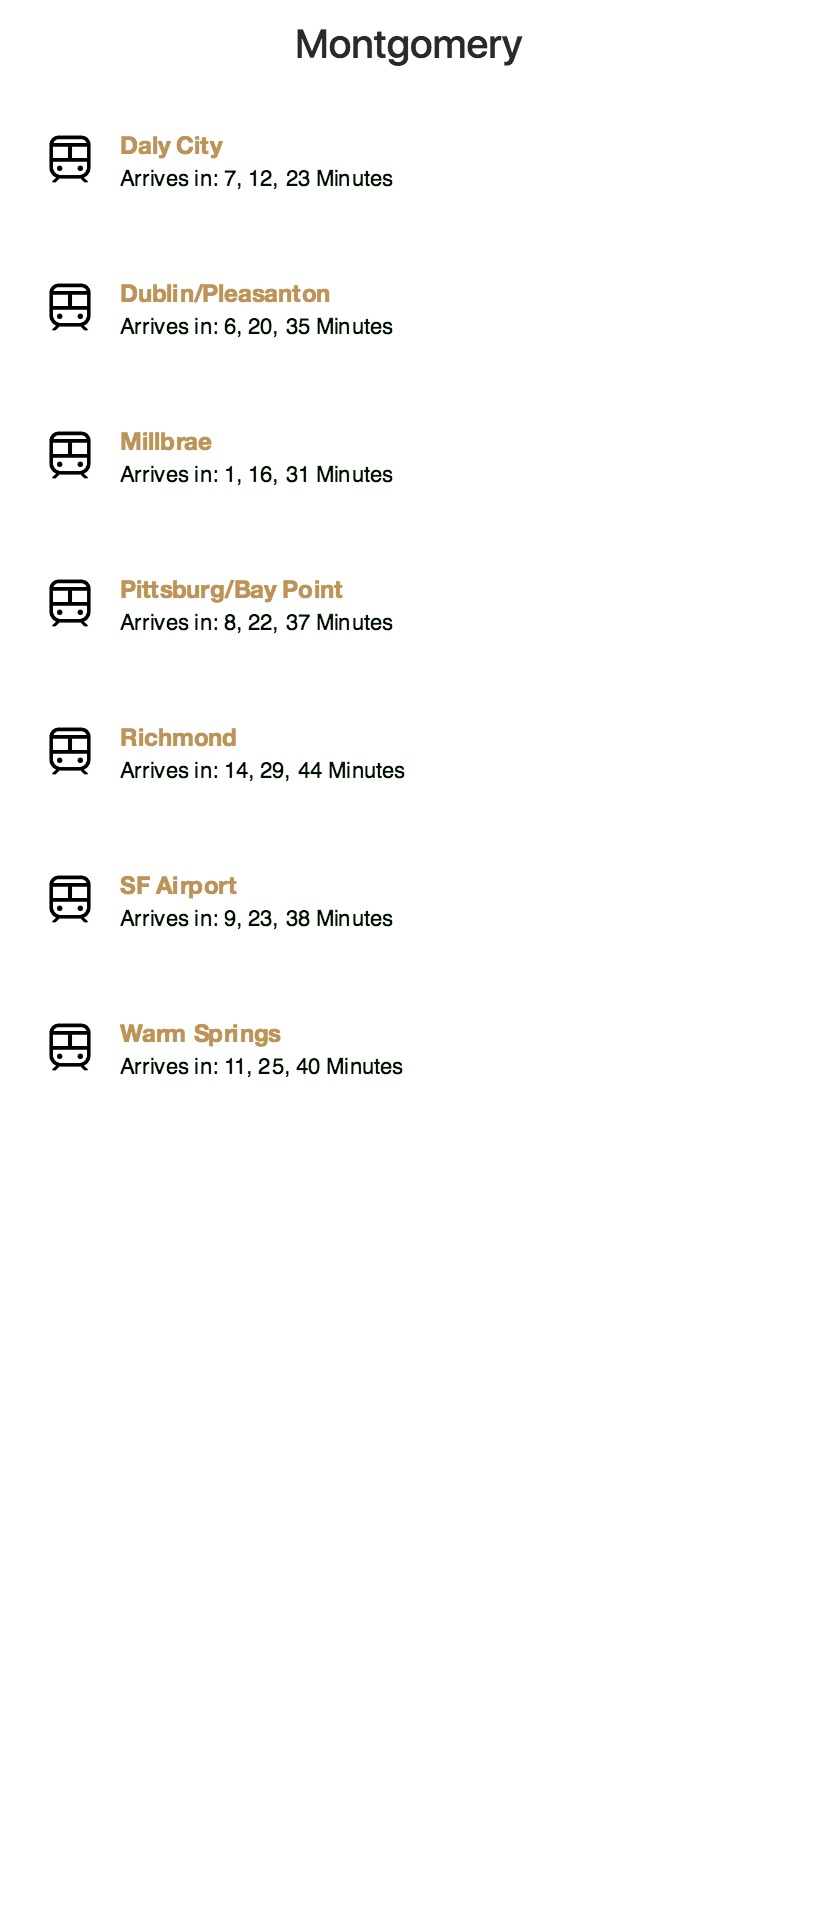 Montgomery
Daly City
Arrives in: 7, 12, 23 Minutes
Dublin/Pleasanton
Arrives in: 6, 20, 35 Minutes
Millbrae
Arrives in: 1, 16, 31 Minutes
Pittsburg/Bay Point
Arrives in: 8, 22, 37 Minutes
Richmond
Arrives in: 14, 29, 44 Minutes
SF Airport
Arrives in: 9, 23, 38 Minutes
Warm Springs
Arrives in: 11, 25, 40 Minutes